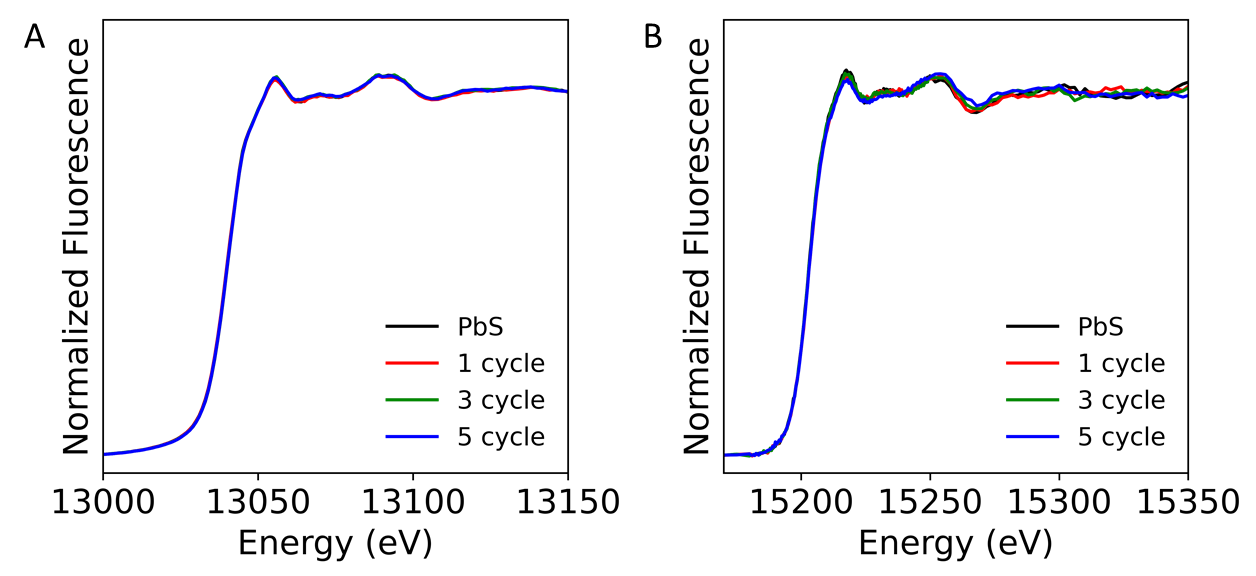 A
Normalized Fluorescence
PbS
1 cycle
3 cycle
5 cycle
13000 13050 13100 13150
Energy (eV)
B
Normalized Fluorescence
PbS
1 cycle
3 cycle
5 cycle
15200 15250 15300 15350
Energy (eV)